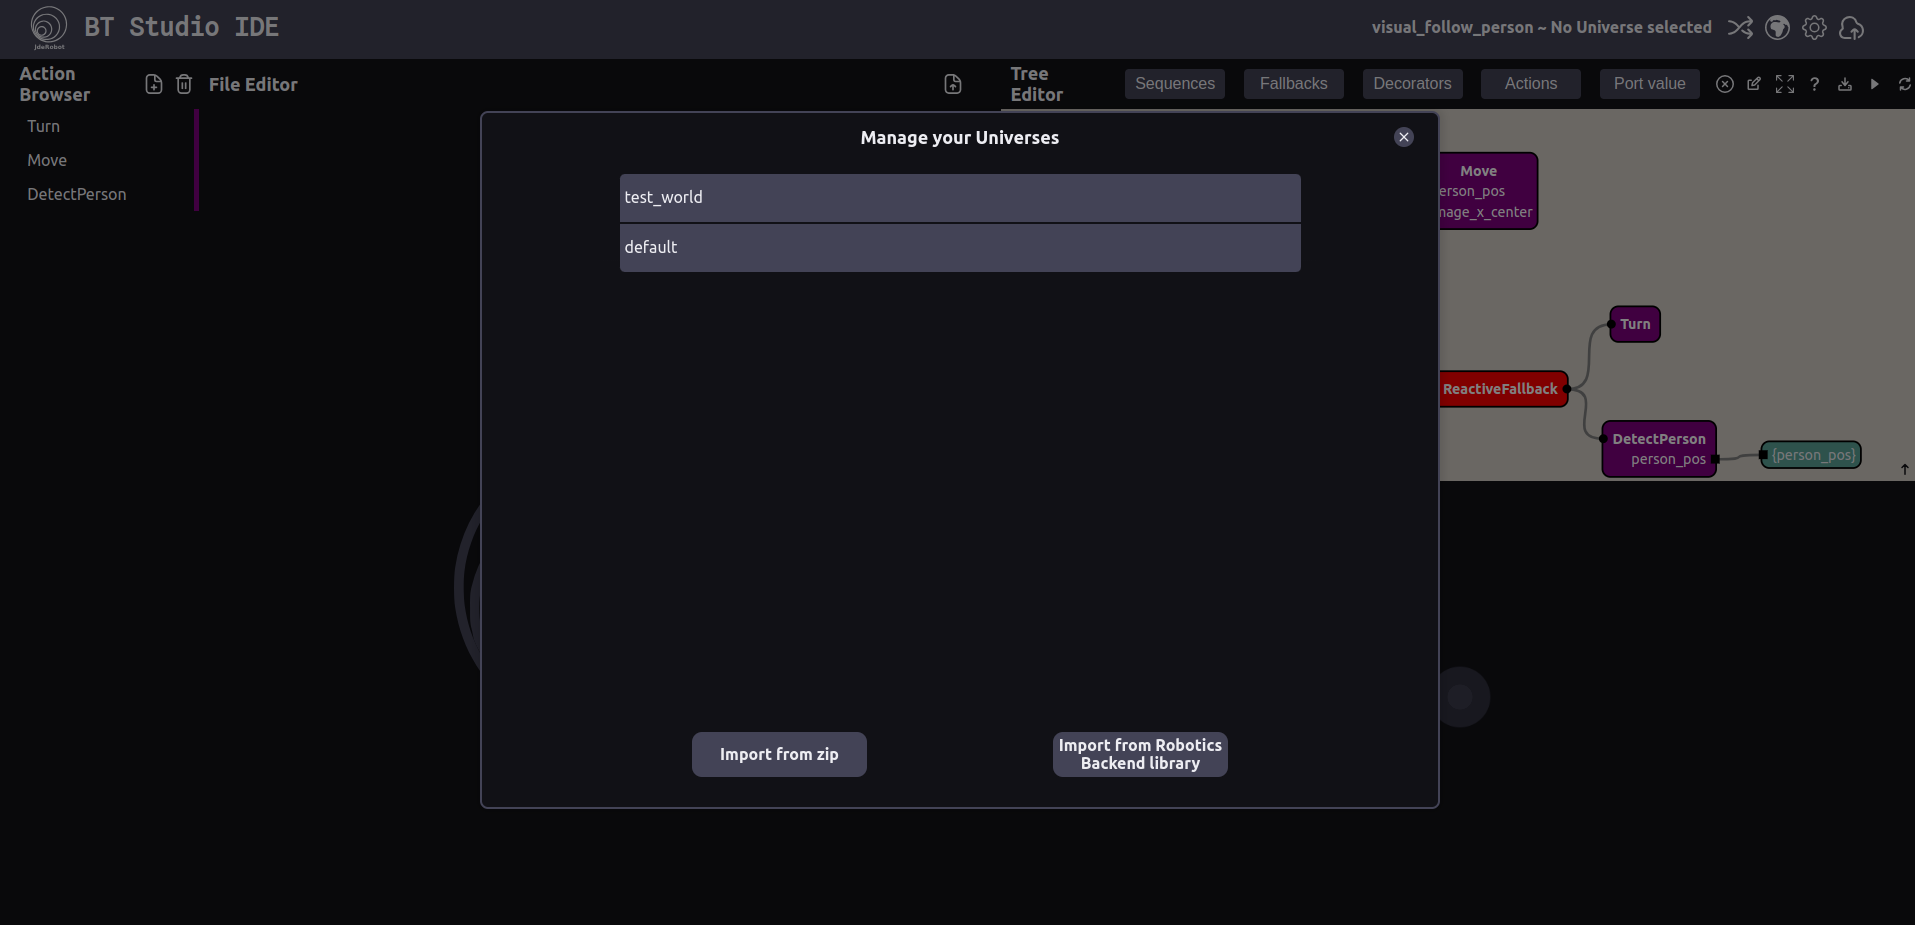 JdeRobot
BT Studio IDE
visual_follow_person ~ No Universe selected
Action
Browser
File Editor
Tree
Editor
Sequences
Fallbacks
Decorators
Actions
Port value
?
Turn
Move
DetectPerson
Manage your Universes
test_world
default
Import from zip
Import from Robotics
Backend library
Move
erson_pos
mage_x_center
Turn
ReactiveFallback
DetectPerson
person_pos
{person_pos}